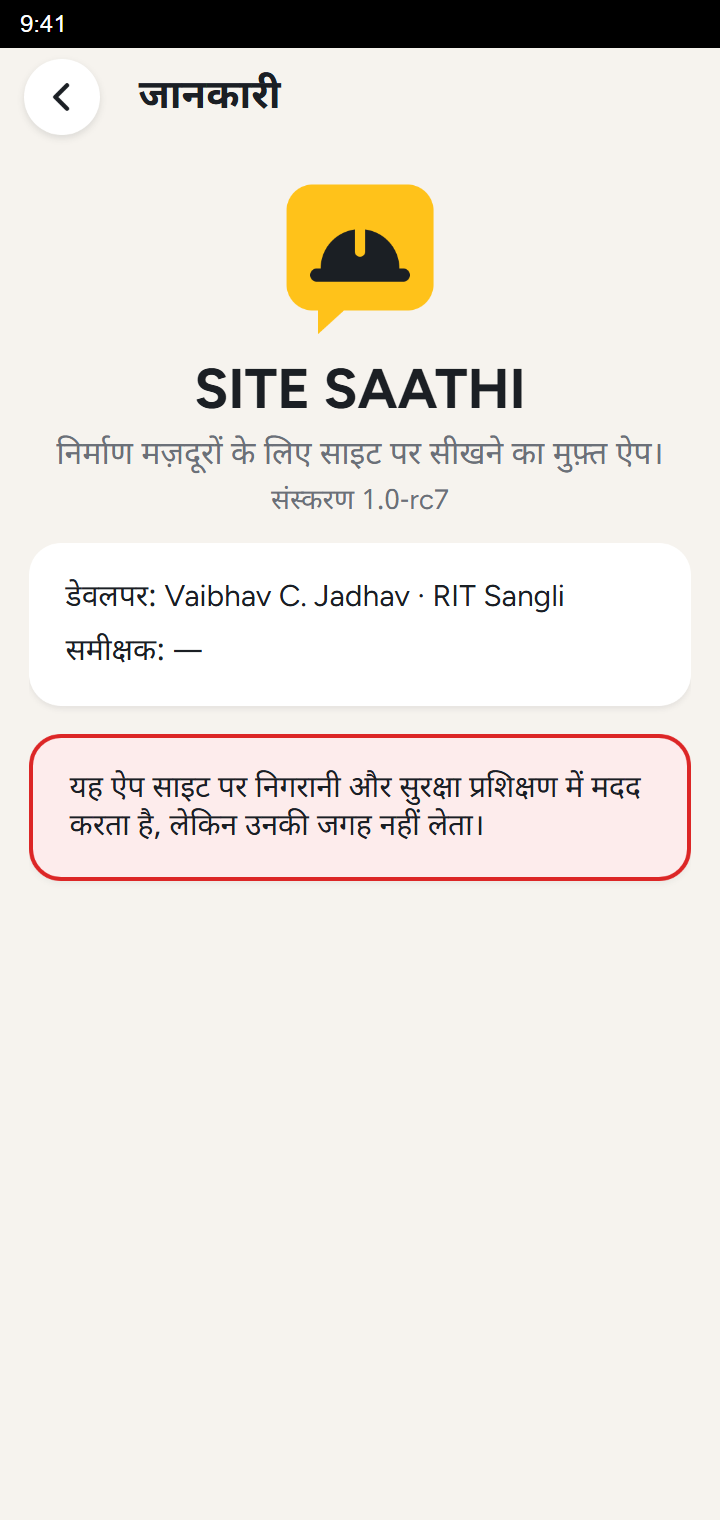 9:41
जानकारी
SITE SAATHI
निर्माण मज़दूरों के लिए साइट पर सीखने का मुफ़्त ऐप।
संस्करण 1.0-rc7
डेवलपर: Vaibhav C. Jadhav · RIT Sangli
समीक्षक: —
यह ऐप साइट पर निगरानी और सुरक्षा प्रशिक्षण में मदद
करता है, लेकिन उनकी जगह नहीं लेता।